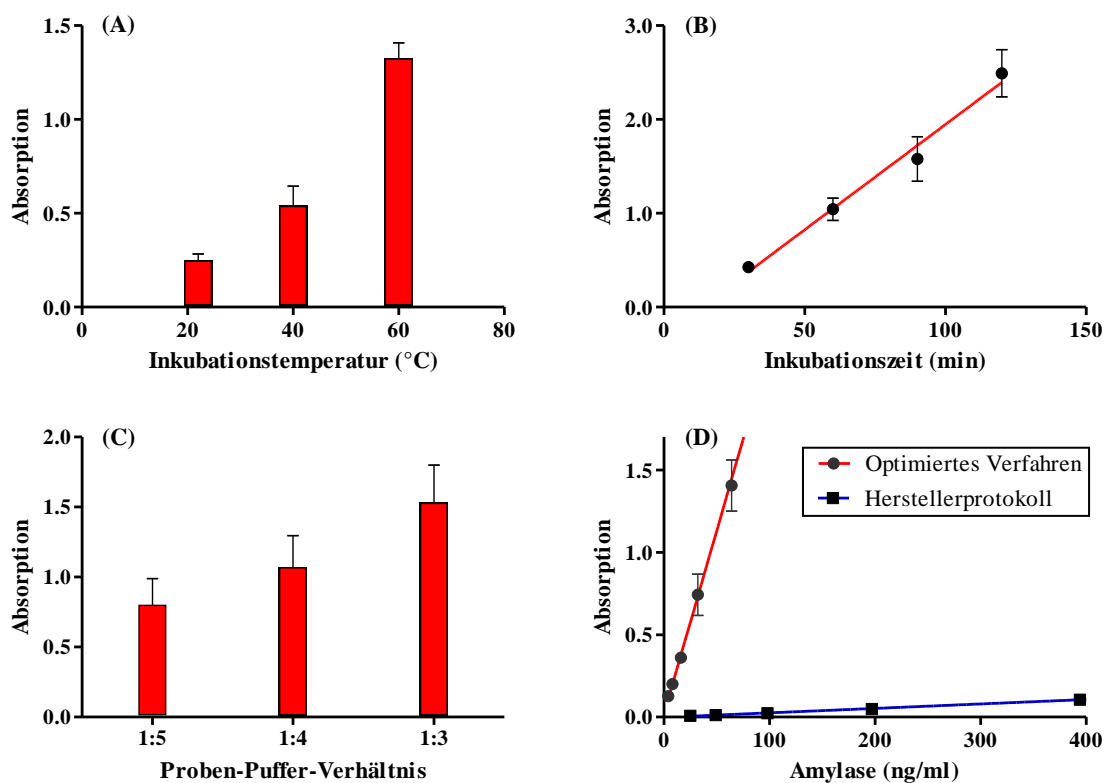 (A)
1.5
1.0
0.5
0.0
Absorption
0 20 40 60 80
Inkubationstemperatur (°C)
(B)
3.0
2.0
1.0
0.0
Absorption
0 50 100 150
Inkubationszeit (min)
(C)
2.0
1.5
1.0
0.5
0.0
Absorption
1:5 1:4 1:3
Proben-Puffer-Verhältnis
(D)
Optimiertes Verfahren
Herstellerprotokoll
1.5
1.0
0.5
0.0
Absorption
0 100 200 300 400
Amylase (ng/ml)